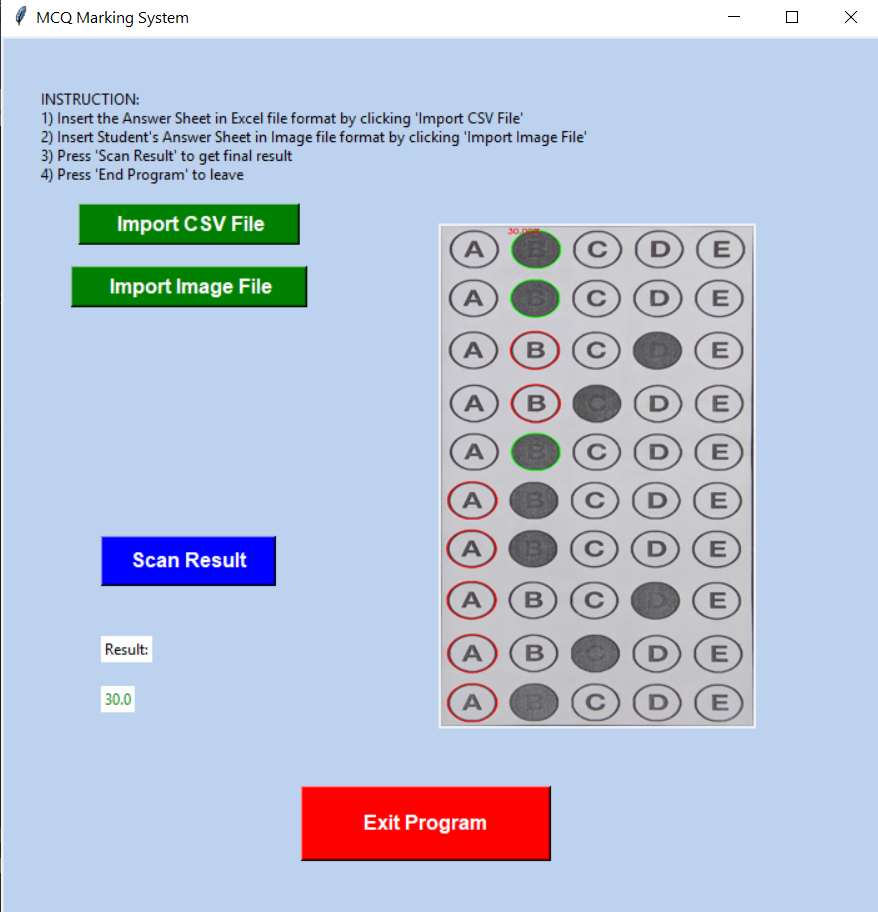 MCQ Marking System
INSTRUCTION:
1) Insert the Answer Sheet in Excel file format by clicking 'Import CSV File'
2) Insert Student's Answer Sheet in Image file format by clicking 'Import Image File'
3) Press 'Scan Result' to get final result
4) Press 'End Program' to leave
Import CSV File
Import Image File
30.00%
A B C D E
A B C D E
A B C D E
A B C D E
A B C D E
A B C D E
A B C D E
A B C D E
A B C D E
A B C D E
Scan Result
Result:
30.0
Exit Program